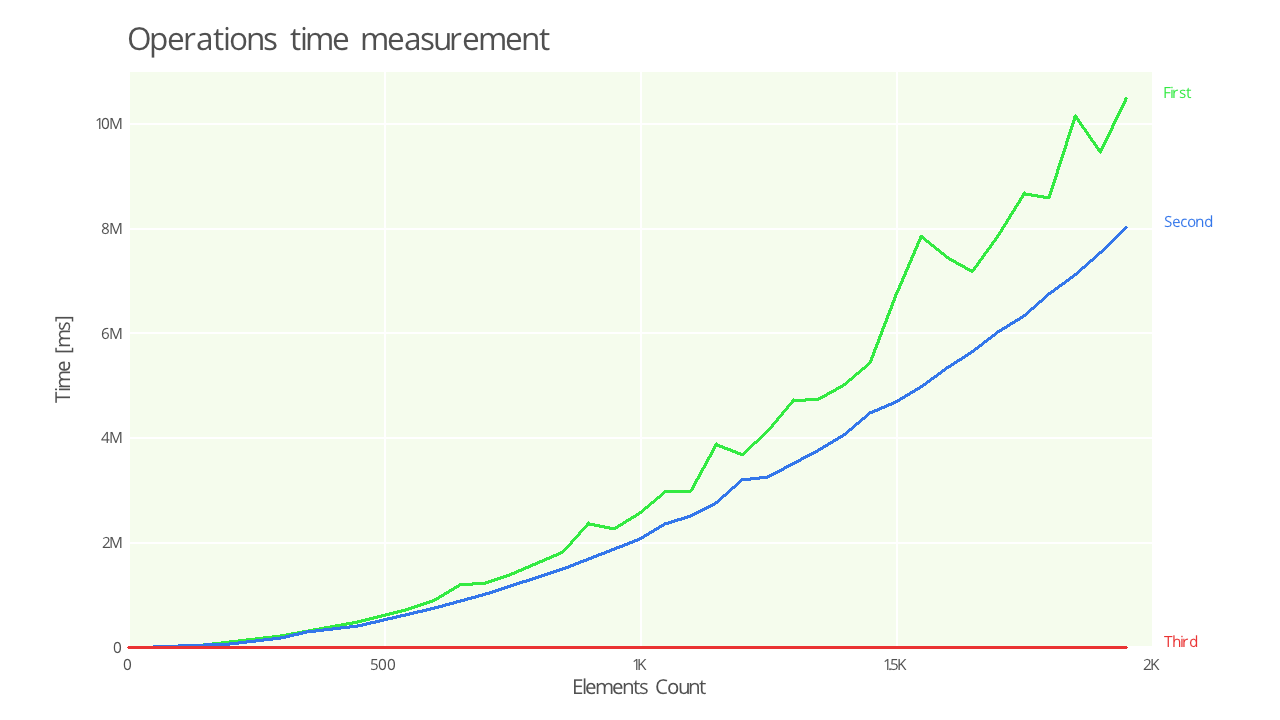 Operations time measurement
First
10M
8M
Second
6M
Time [ms]
4M
2M
0
Third
0
500
1K
1.5K
2K
Elements Count